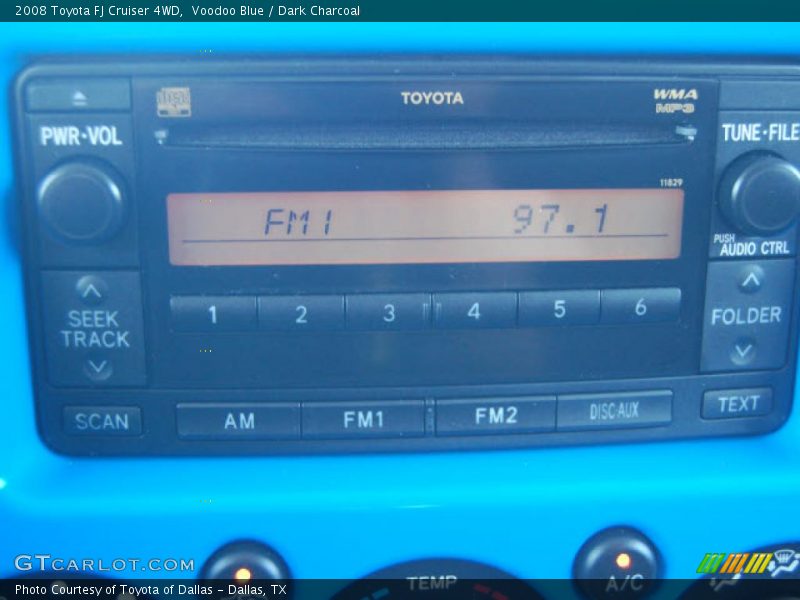 2008 Toyota FJ Cruiser 4WD, Voodoo Blue / Dark Charcoal
TOYOTA
WMA
MP3
PWR·VOL
TUNE·FILE
11829
FM1 97.1
PUSH
AUDIO CTRL
1 2 3 4 5 6
SEEK
TRACK
FOLDER
SCAN
AM FM1 FM2 DISC·AUX
TEXT
GTCARLOT.COM
TEMP
A/C
Photo Courtesy of Toyota of Dallas - Dallas, TX